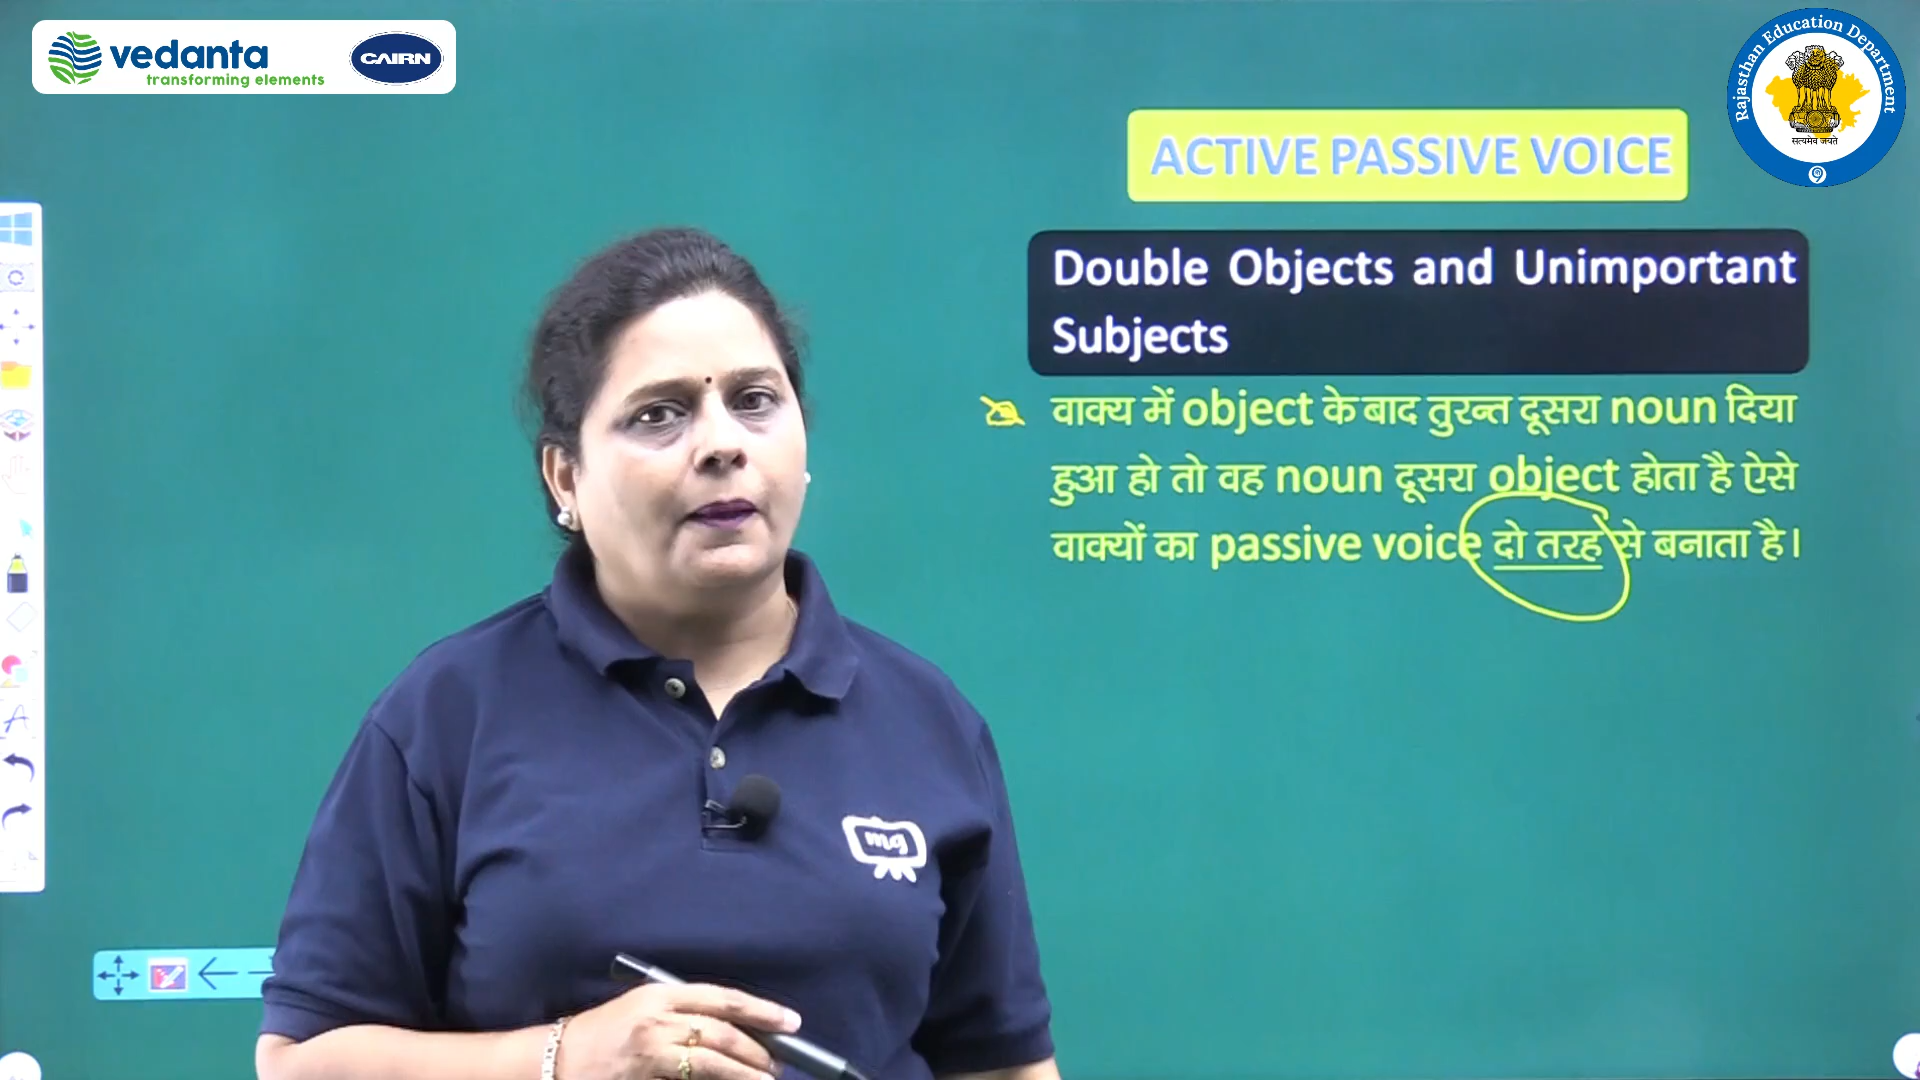 vedanta
transforming elements
CAIRN
Rajasthan Education Department
सत्यमेव जयते
ACTIVE PASSIVE VOICE
Double Objects and Unimportant
Subjects
वाक्य में object के बाद तुरन्त दूसरा noun दिया
हुआ हो तो वह noun दूसरा object होता है ऐसे
वाक्यों का passive voice दो तरह से बनाता है।
mg